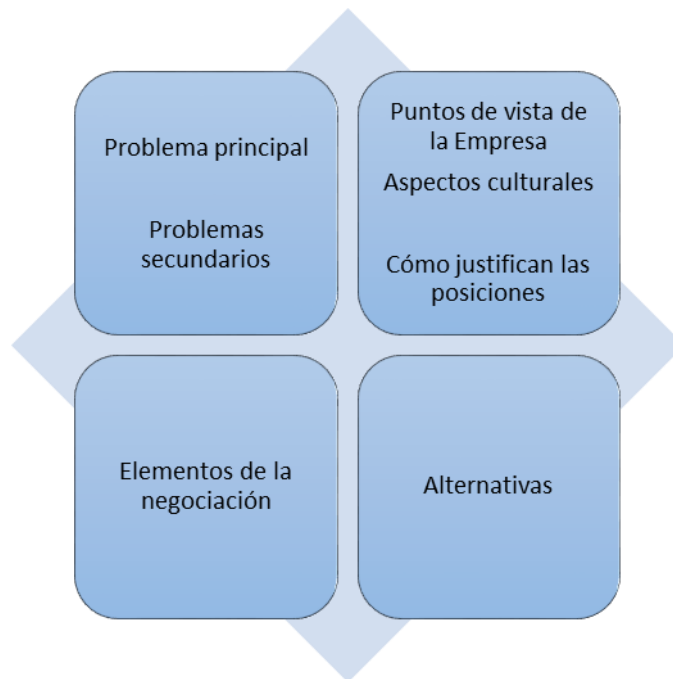 Problema principal
Problemas
secundarios
Puntos de vista de
la Empresa
Aspectos culturales
Cómo justifican las
posiciones
Elementos de la
negociación
Alternativas